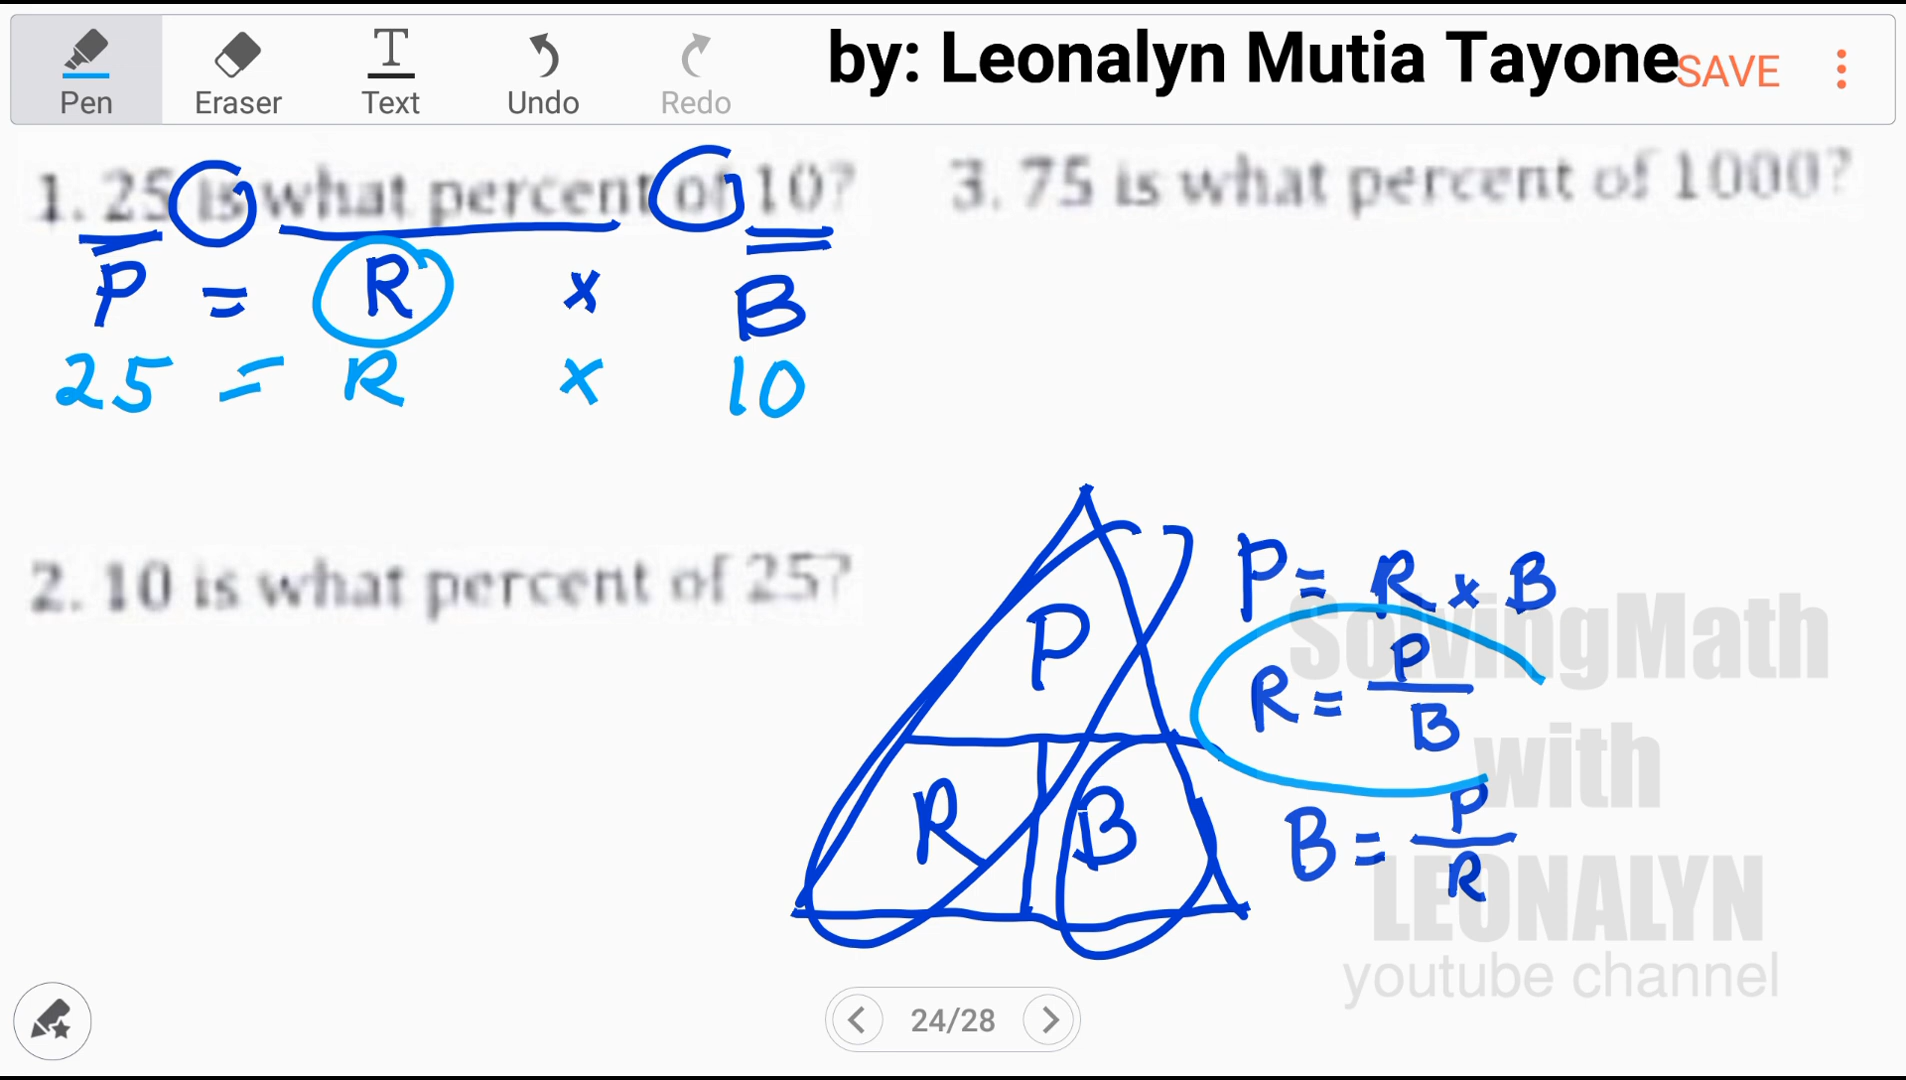 by: Leonalyn Mutia Tayone
Pen Eraser Text Undo Redo SAVE
1. 25 is what percent of 10?
P = R × B
25 = R × 10
3. 75 is what percent of 1000?
2. 10 is what percent of 25?
P
R B
P = R × B
R = P/B
B = P/R
SolvingMath
with
LEONALYN
youtube channel
24/28